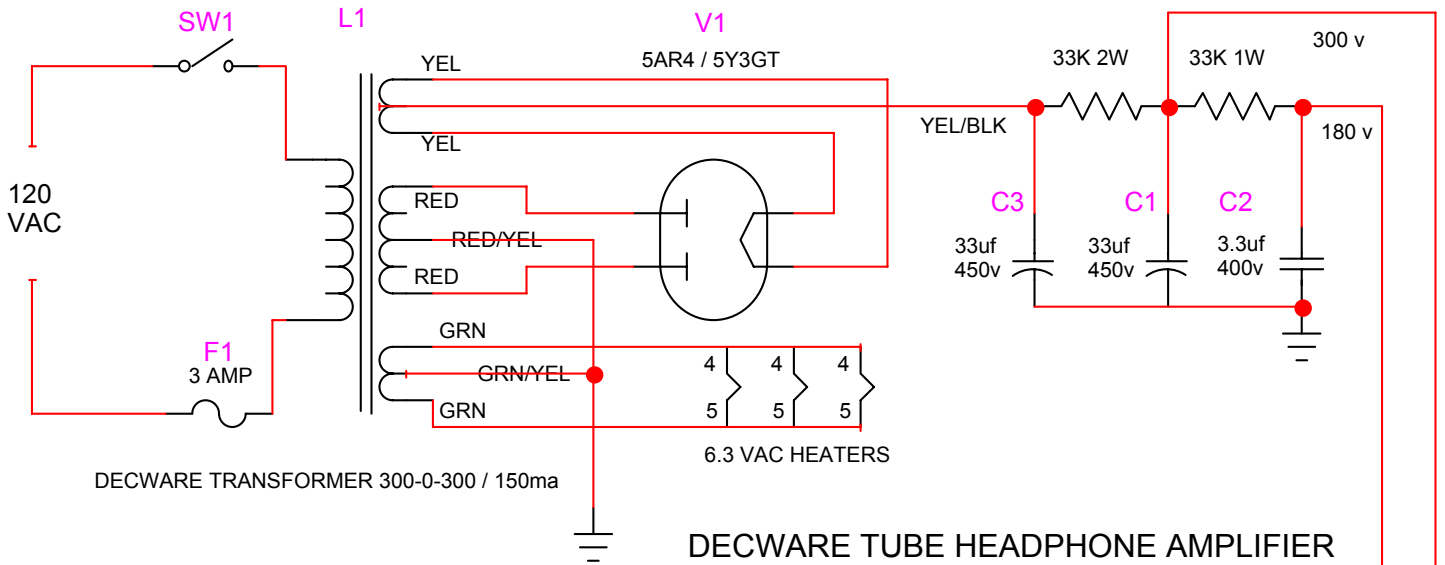 SW1
L1
V1
5AR4 / 5Y3GT
YEL
YEL
YEL/BLK
33K 2W
33K 1W
300 v
180 v
120
VAC
RED
RED/YEL
RED
C3
33uf
450v
C1
33uf
450v
C2
3.3uf
400v
F1
3 AMP
GRN
GRN/YEL
GRN
4
4
4
5
5
5
6.3 VAC HEATERS
DECWARE TRANSFORMER 300-0-300 / 150ma
DECWARE TUBE HEADPHONE AMPLIFIER